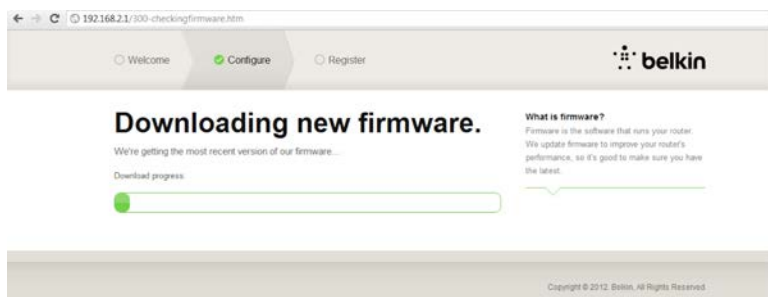 192.168.2.1/300-checkingfirmware.htm
Welcome
Configure
Register
belkin
Downloading new firmware.
We're getting the most recent version of our firmware...
Download progress:
What is firmware?
Firmware is the software that runs your router.
We update firmware to improve your router's
performance, so it's good to make sure you have
the latest.
Copyright © 2012. Belkin, All Rights Reserved.